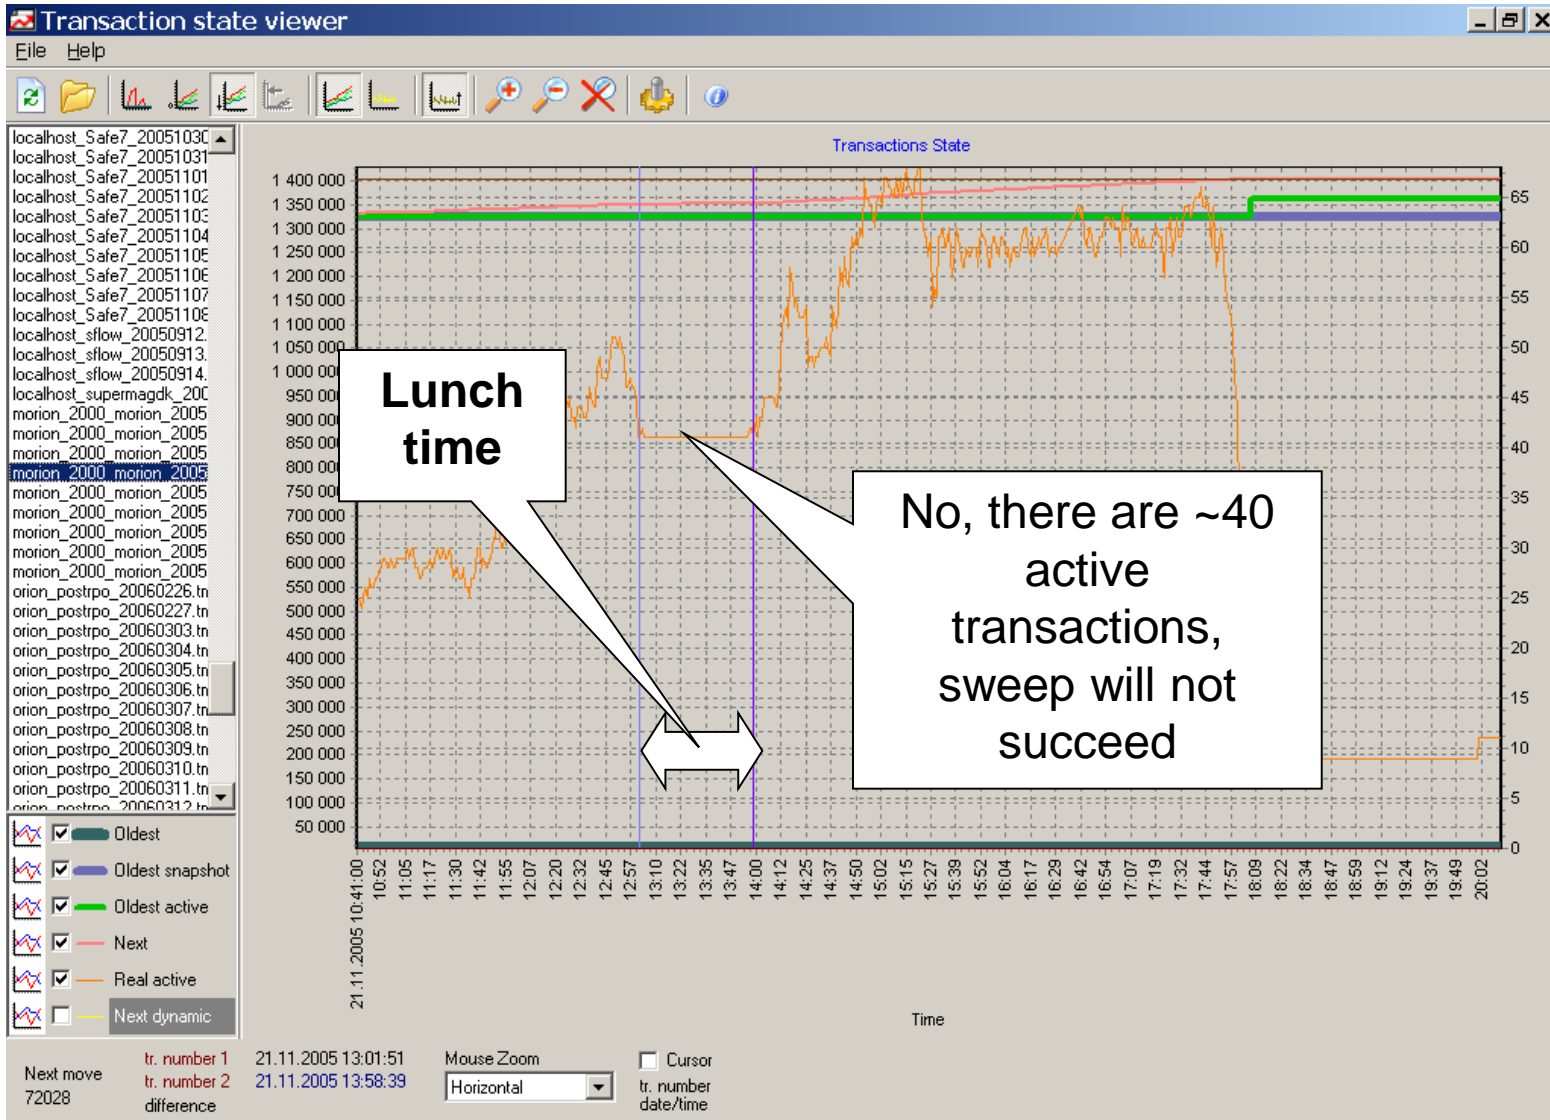 Transaction state viewer
File Help
localhost_Safe7_2005103
localhost_Safe7_20051031
localhost_Safe7_20051101
localhost_Safe7_20051102
localhost_Safe7_20051103
localhost_Safe7_20051104
localhost_Safe7_20051105
localhost_Safe7_20051106
localhost_Safe7_20051107
localhost_Safe7_20051108
localhost_sflow_20050912.
localhost_sflow_20050913.
localhost_sflow_20050914.
localhost_supermagdk_200
morion_2000_morion_2005
morion_2000_morion_2005
morion_2000_morion_2005
morion_2000_morion_2005
morion_2000_morion_2005
morion_2000_morion_2005
morion_2000_morion_2005
morion_2000_morion_2005
morion_2000_morion_2005
orion_postrpo_20060226.tn
orion_postrpo_20060227.tn
orion_postrpo_20060303.tn
orion_postrpo_20060304.tn
orion_postrpo_20060305.tn
orion_postrpo_20060306.tn
orion_postrpo_20060307.tn
orion_postrpo_20060308.tn
orion_postrpo_20060309.tn
orion_postrpo_20060310.tn
orion_postrpo_20060311.tn
orion_postrpo_20060312.tn
Oldest
Oldest snapshot
Oldest active
Next
Real active
Next dynamic
Transactions State
1 400 000
1 350 000
1 300 000
1 250 000
1 200 000
1 150 000
1 100 000
1 050 000
1 000 000
950 000
900 000
850 000
800 000
750 000
700 000
650 000
600 000
550 000
500 000
450 000
400 000
350 000
300 000
250 000
200 000
150 000
100 000
50 000
Lunch
time
No, there are ~40
active
transactions,
sweep will not
succeed
65
60
55
50
45
40
35
30
25
20
15
10
5
0
21.11.2005 10:41:00
10:52
11:05
11:17
11:30
11:42
11:55
12:07
12:20
12:32
12:45
12:57
13:10
13:22
13:35
13:47
14:00
14:12
14:25
14:37
14:50
15:02
15:15
15:27
15:39
15:52
16:04
16:17
16:29
16:42
16:54
17:07
17:19
17:32
17:44
17:57
18:09
18:22
18:34
18:47
18:59
19:12
19:24
19:37
19:49
20:02
Time
Next move
72028
tr. number 1 21.11.2005 13:01:51
tr. number 2 21.11.2005 13:58:39
difference
Mouse Zoom
Horizontal
Cursor
tr. number
date/time